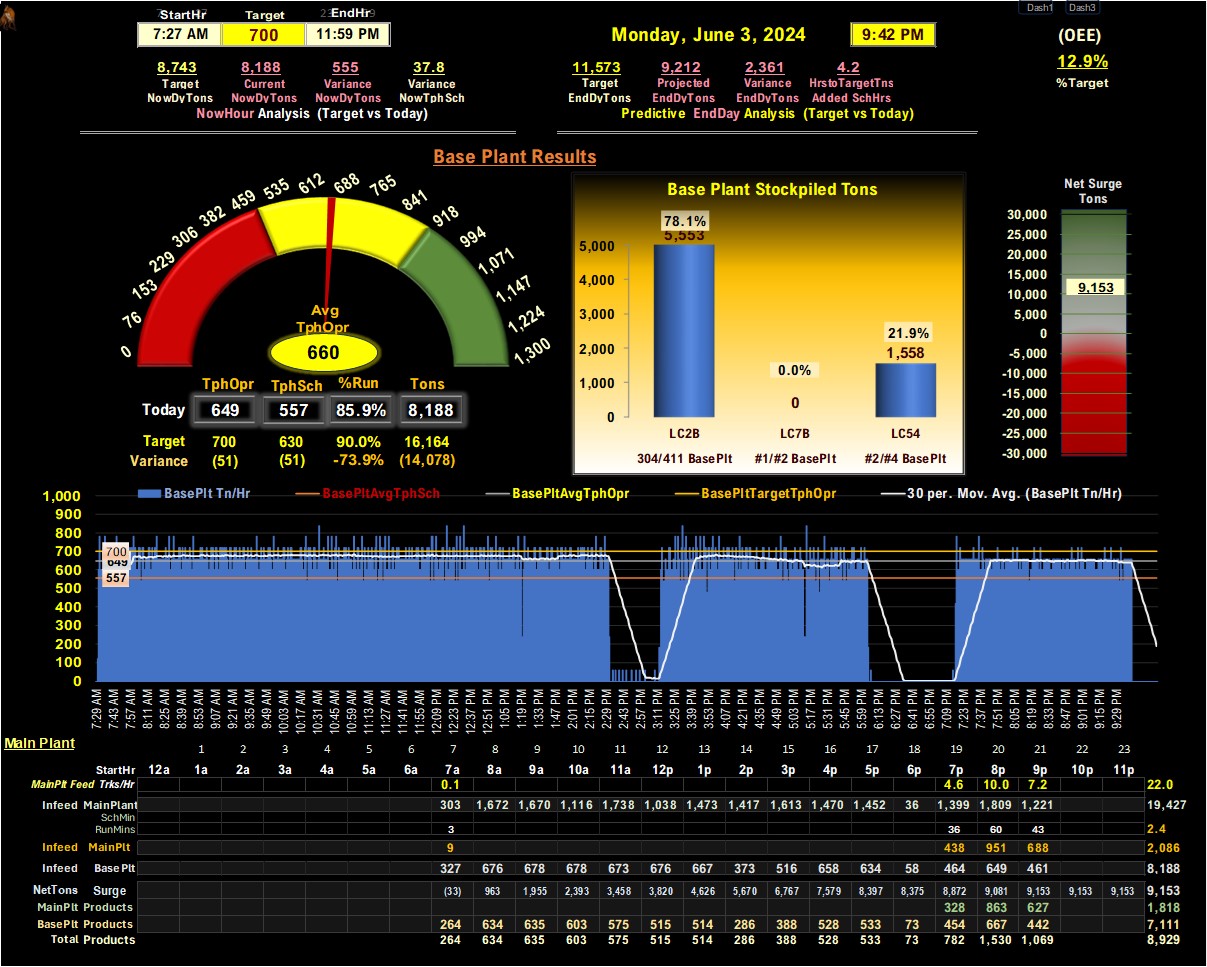 StartHr Target EndHr Dash1 Dash3
7:27 AM 700 11:59 PM Monday, June 3, 2024 9:42 PM (OEE)
8,743 8,188 555 37.8 11,573 9,212 2,361 4.2 12.9%
Target Current Variance Variance Target Projected Variance HrstoTargetTns %Target
NowDyTons NowDyTons NowDyTons NowTphSch EndDyTons EndDyTons EndDyTons Added SchHrs
NowHour Analysis (Target vs Today) Predictive EndDay Analysis (Target vs Today)
Base Plant Results
0 76 153 229 306 382 459 535 612 688 765 841 918 994 1,071 1,147 1,224 1,300
Avg
TphOpr
660
TphOpr TphSch %Run Tons
Today 649 557 85.9% 8,188
Target 700 630 90.0% 16,164
Variance (51) (51) -73.9% (14,078)
Base Plant Stockpiled Tons
78.1%
5,553
5,000
4,000
3,000
2,000
1,000
0
0.0%
0
21.9%
1,558
LC2B LC7B LC54
304/411 BasePlt #1/#2 BasePlt #2/#4 BasePlt
Net Surge
Tons
30,000
25,000
20,000
15,000
10,000
5,000
0
-5,000
-10,000
-15,000
-20,000
-25,000
-30,000
9,153
BasePlt Tn/Hr BasePltAvgTphSch BasePltAvgTphOpr BasePltTargetTphOpr 30 per. Mov. Avg. (BasePlt Tn/Hr)
1,000
900
800
700
600
500
400
300
200
100
0
700
649
557
7:29 AM 7:43 AM 7:57 AM 8:11 AM 8:25 AM 8:39 AM 8:53 AM 9:07 AM 9:21 AM 9:35 AM 9:49 AM 10:03 AM 10:17 AM 10:31 AM 10:45 AM 10:59 AM 11:13 AM 11:27 AM 11:41 AM 11:55 AM 12:09 PM 12:23 PM 12:37 PM 12:51 PM 1:05 PM 1:19 PM 1:33 PM 1:47 PM 2:01 PM 2:15 PM 2:29 PM 2:43 PM 2:57 PM 3:11 PM 3:25 PM 3:39 PM 3:53 PM 4:07 PM 4:21 PM 4:35 PM 4:49 PM 5:03 PM 5:17 PM 5:31 PM 5:45 PM 5:59 PM 6:13 PM 6:27 PM 6:41 PM 6:55 PM 7:09 PM 7:23 PM 7:37 PM 7:51 PM 8:05 PM 8:19 PM 8:33 PM 8:47 PM 9:01 PM 9:15 PM 9:29 PM
Main Plant
1 2 3 4 5 6 7 8 9 10 11 12 13 14 15 16 17 18 19 20 21 22 23
StartHr 12a 1a 2a 3a 4a 5a 6a 7a 8a 9a 10a 11a 12p 1p 2p 3p 4p 5p 6p 7p 8p 9p 10p 11p
MainPlt Feed Trks/Hr 0.1 4.6 10.0 7.2 22.0
Infeed MainPlant 303 1,672 1,670 1,116 1,738 1,038 1,473 1,417 1,613 1,470 1,452 36 1,399 1,809 1,221 19,427
SchMin
RunMins 3 36 60 43 2.4
Infeed MainPlt 9 438 951 688 2,086
Infeed BasePlt 327 676 678 678 673 676 667 373 516 658 634 58 464 649 461 8,188
NetTons Surge (33) 963 1,955 2,393 3,458 3,820 4,626 5,670 6,767 7,579 8,397 8,375 8,872 9,081 9,153 9,153 9,153 9,153
MainPlt Products 328 863 627 1,818
BasePlt Products 264 634 635 603 575 515 514 286 388 528 533 73 454 667 442 7,111
Total Products 264 634 635 603 575 515 514 286 388 528 533 73 782 1,530 1,069 8,929